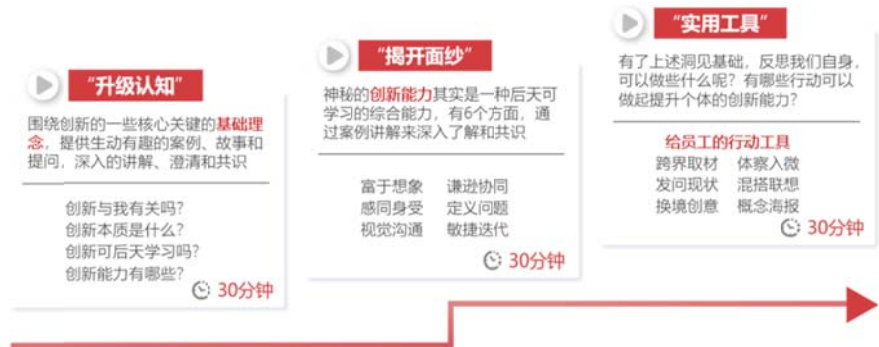 “升级认知”
围绕创新的一些核心关键的基础理
念，提供生动有趣的案例、故事和
提问，深入的讲解、澄清和共识
创新与我有关吗？
创新本质是什么？
创新可后天学习吗？
创新能力有哪些？
30分钟
“揭开面纱”
神秘的创新能力其实是一种后天可
学习的综合能力，有6个方面，通
过案例讲解来深入了解和共识
富于想象 谦逊协同
感同身受 定义问题
视觉沟通 敏捷迭代
30分钟
“实用工具”
有了上述洞见基础，反思我们自身，
可以做些什么呢？有哪些行动可以
做起提升个体的创新能力？
给员工的行动工具
跨界取材 体察入微
发问现状 混搭联想
换境创意 概念海报
30分钟